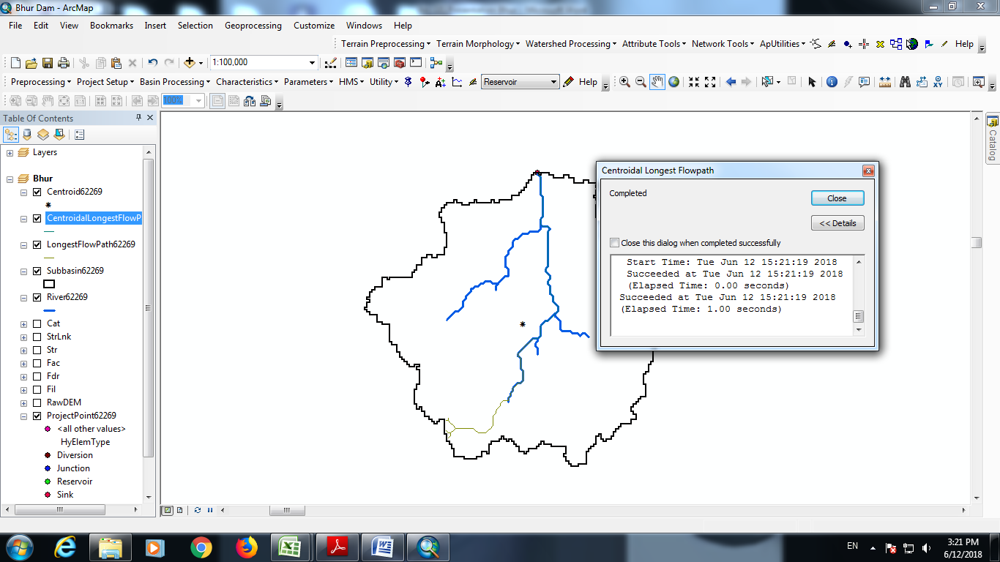 Bhur Dam - ArcMap
File Edit View Bookmarks Insert Selection Geoprocessing Customize Windows Help
Terrain Preprocessing Terrain Morphology Watershed Processing Attribute Tools Network Tools ApUtilities Help
1:100,000
Preprocessing Project Setup Basin Processing Characteristics Parameters HMS Utility Reservoir Help
100%
Table Of Contents
Layers
Bhur
Centroid62269
CentroidalLongestFlowP
LongestFlowPath62269
Subbasin62269
River62269
Cat
StrLnk
Str
Fac
Fdr
Fil
RawDEM
ProjectPoint62269
<all other values>
HyElemType
Diversion
Junction
Reservoir
Sink
Centroidal Longest Flowpath
Completed
Close
<< Details
Close this dialog when completed successfully
Start Time: Tue Jun 12 15:21:19 2018
Succeeded at Tue Jun 12 15:21:19 2018
(Elapsed Time: 0.00 seconds)
Succeeded at Tue Jun 12 15:21:19 2018
(Elapsed Time: 1.00 seconds)
Catalog
EN
3:21 PM
6/12/2018